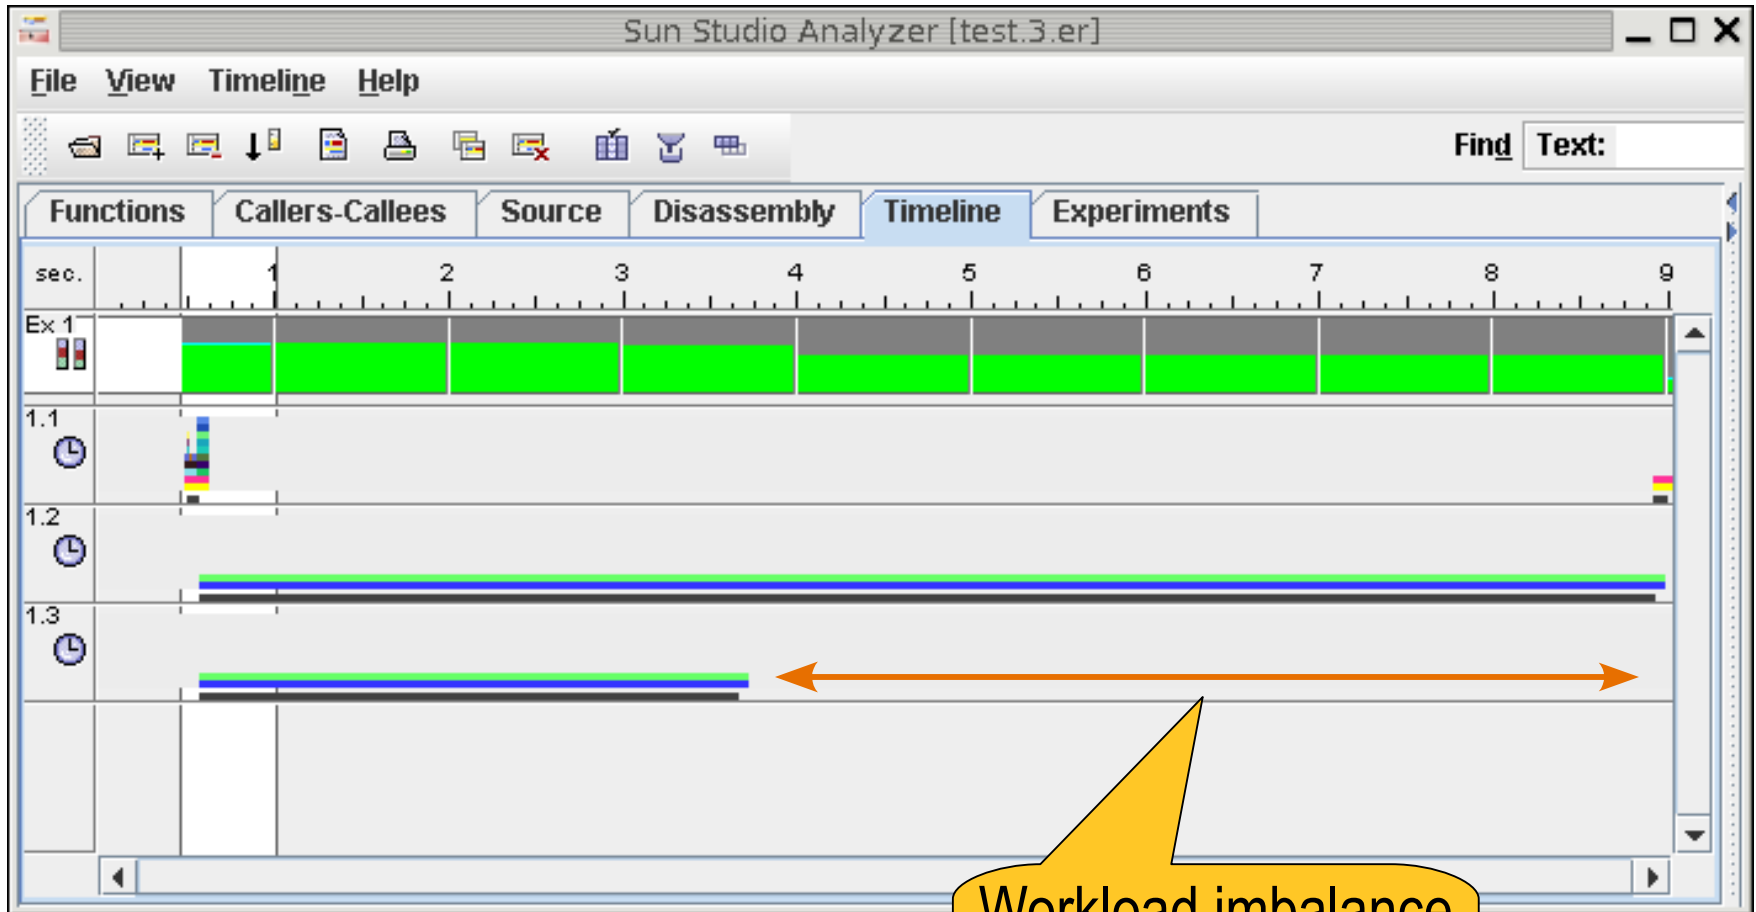 Sun Studio Analyzer [test.3.er]
File View Timeline Help
Find Text:
Functions Callers-Callees Source Disassembly Timeline Experiments
sec. 1 2 3 4 5 6 7 8 9
Ex 1
1.1
1.2
1.3
Workload imbalance